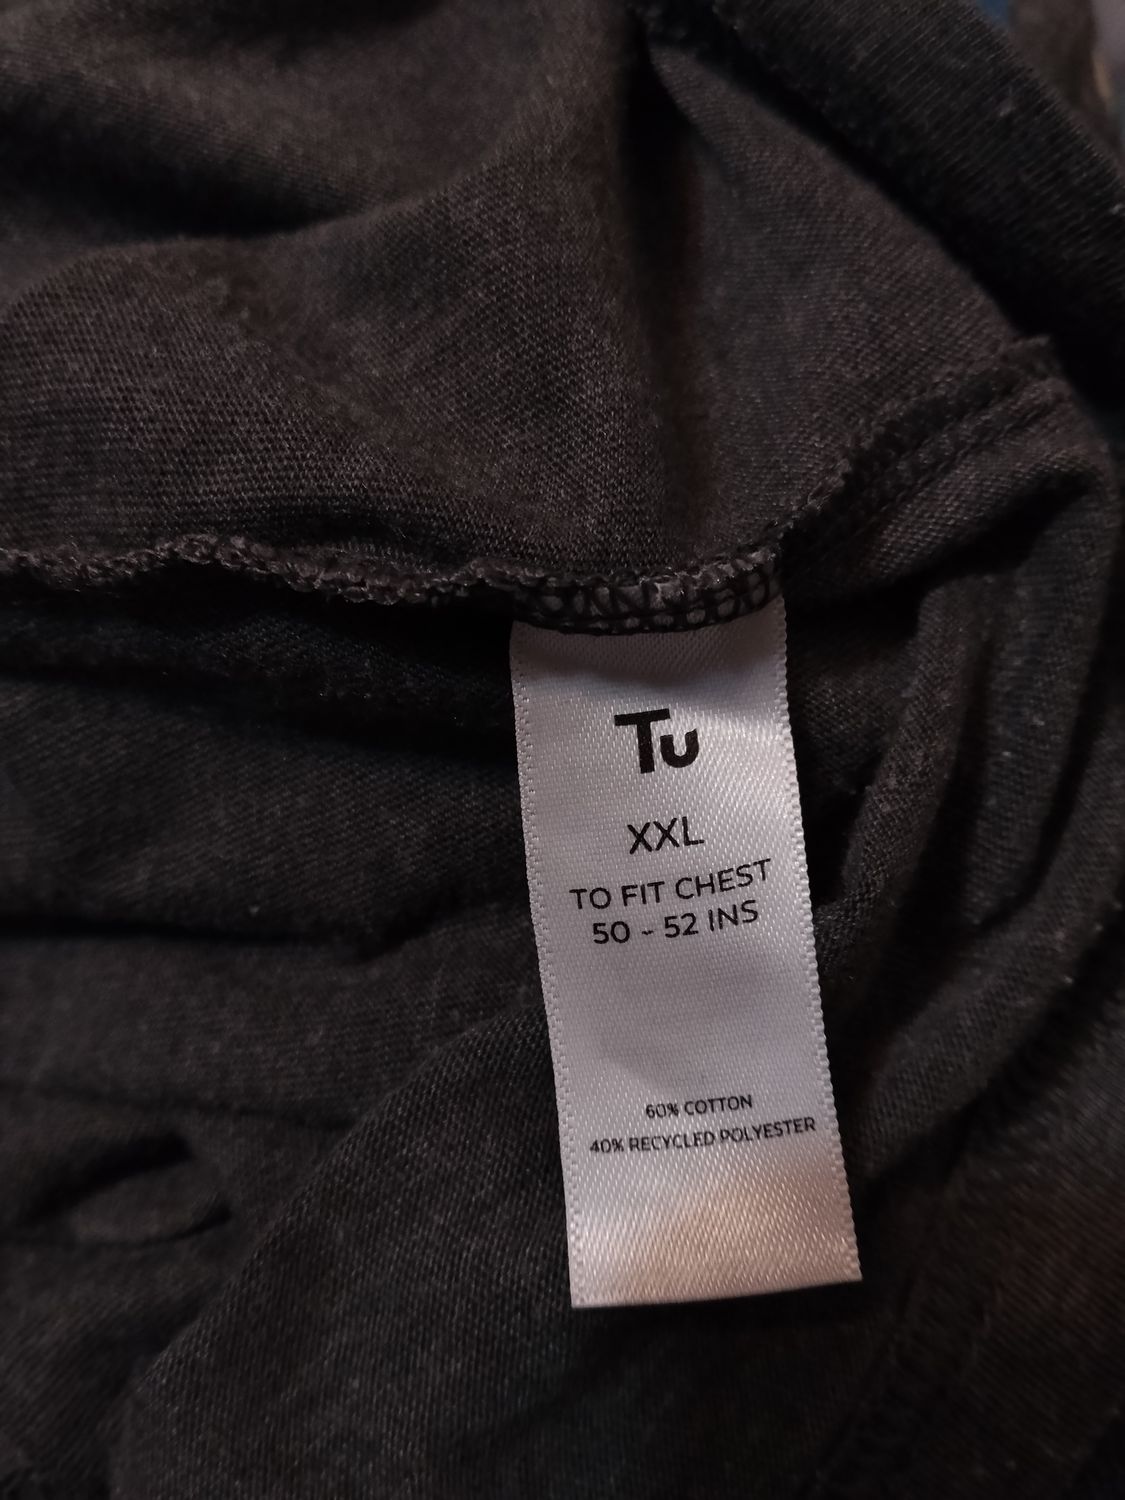 Tu
XXL
TO FIT CHEST
50 - 52 INS
60% COTTON
40% RECYCLED POLYESTER